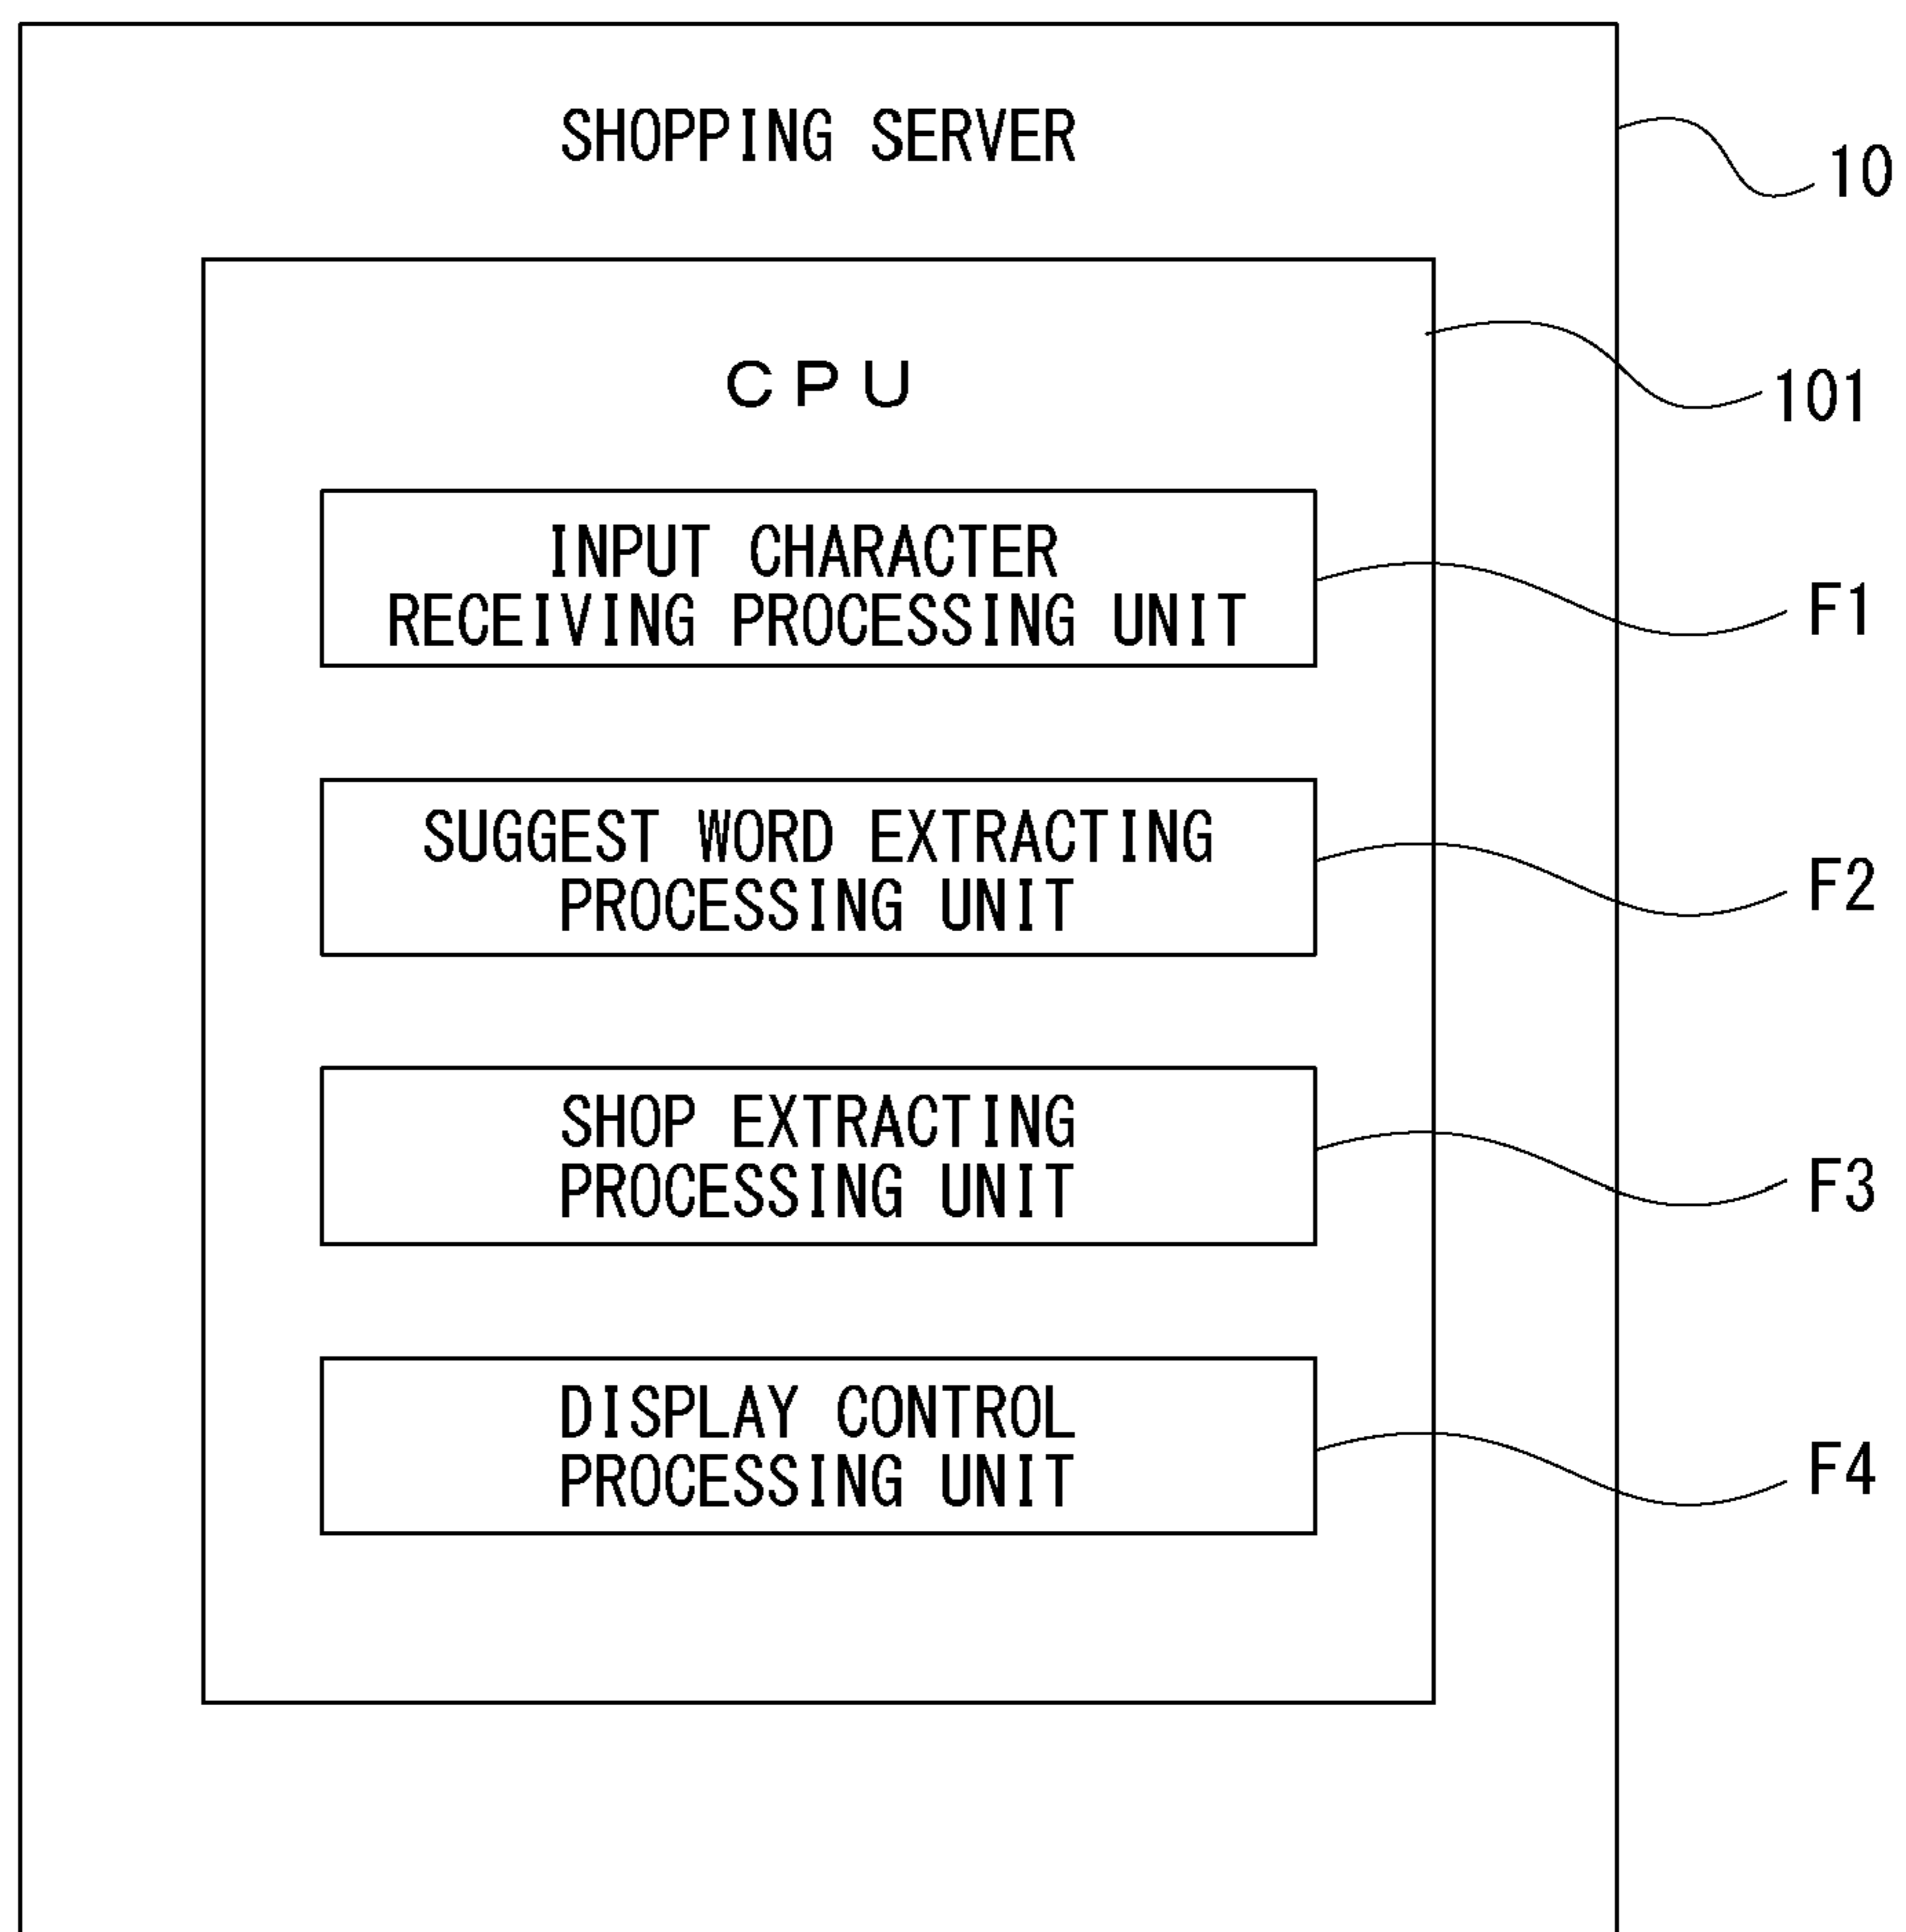 SHOPPING SERVER
10
CPU
101
INPUT CHARACTER
RECEIVING PROCESSING UNIT
F1
SUGGEST WORD EXTRACTING
PROCESSING UNIT
F2
SHOP EXTRACTING
PROCESSING UNIT
F3
DISPLAY CONTROL
PROCESSING UNIT
F4